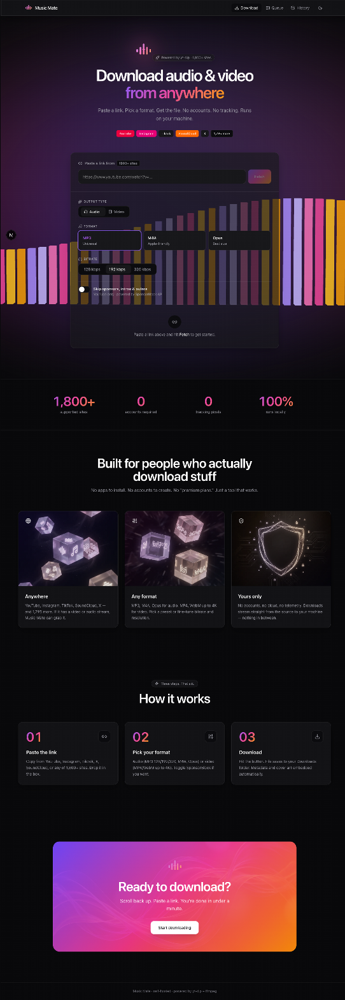 Music Mate
Download
Queue
History
Powered by yt-dlp · 1,800+ sites
Download audio & video
from anywhere
Paste a link. Pick a format. Get the file. No accounts. No tracking. Runs
on your machine.
YouTube
Instagram
TikTok
SoundCloud
X
1,795 more
Paste a link from 1800+ sites
https://www.youtube.com/watch?v=...
Fetch
OUTPUT TYPE
Audio
Video
FORMAT
MP3
Universal
M4A
Apple-friendly
Opus
Best size
N
BITRATE
128 kbps
192 kbps
320 kbps
Skip sponsors, intros & outros
YouTube only · powered by SponsorBlock API
Paste a link above and hit Fetch to get started.
1,800+
supported sites
0
accounts required
0
tracking pixels
100%
runs locally
Built for people who actually
download stuff
No apps to install. No accounts to create. No "premium plans." Just a tool that works.
Anywhere
YouTube, Instagram, TikTok, SoundCloud, X —
and 1,795 more. If it has a video or audio stream,
Music Mate can grab it.
Any format
MP3, M4A, Opus for audio. MP4, WebM up to 4K
for video. Pick a preset or fine-tune bitrate and
resolution.
Yours only
No accounts, no cloud, no telemetry. Downloads
stream straight from the source to your machine
— nothing in between.
Three steps. That's it.
How it works
01
Paste the link
Copy from YouTube, Instagram, TikTok, X,
SoundCloud, or any of 1,800+ sites. Drop it in
the box.
02
Pick your format
Audio (MP3 128/192/320, M4A, Opus) or video
(MP4/WebM up to 4K). Toggle SponsorBlock if
you want.
03
Download
Hit the button. File saves to your Downloads
folder. Metadata and cover art embedded
automatically.
Ready to download?
Scroll back up. Paste a link. You're done in under a
minute.
Start downloading
Music Mate · self-hosted · powered by yt-dlp + ffmpeg